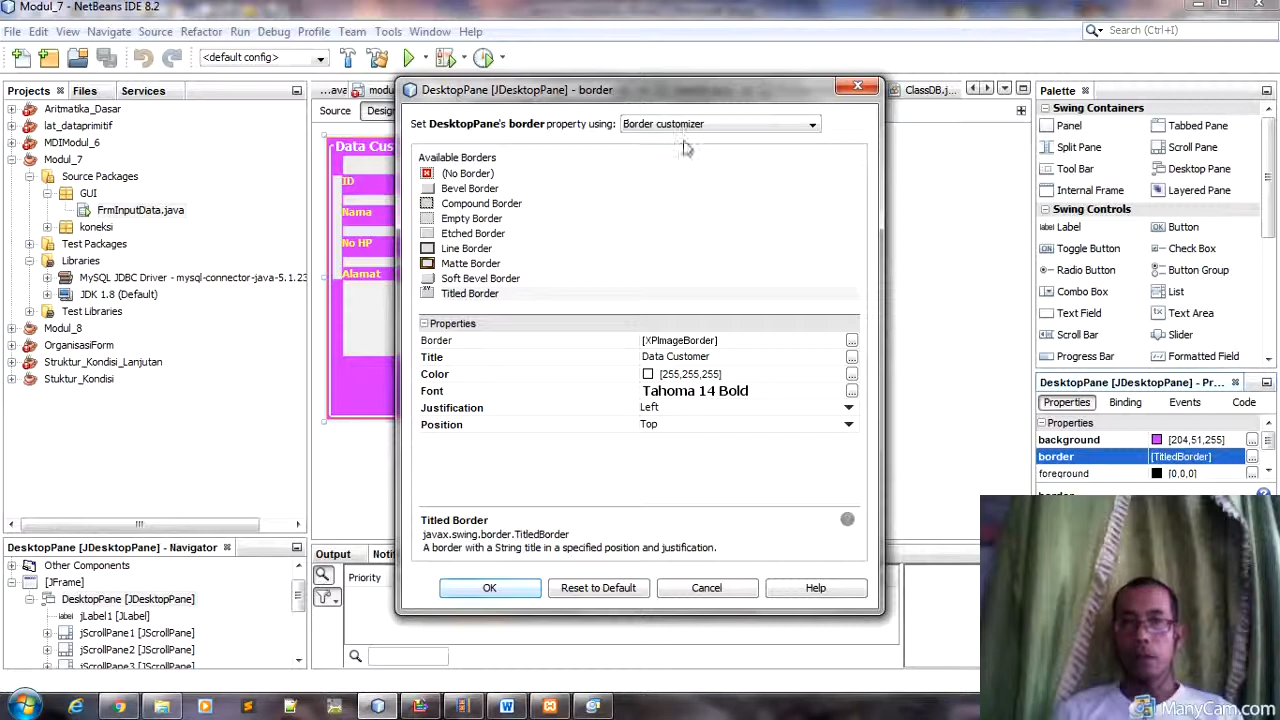 Modul_7 - NetBeans IDE 8.2
File Edit View Navigate Source Refactor Run Debug Profile Team Tools Window Help
Search (Ctrl+I)
<default config>
Projects Files Services
Aritmatika_Dasar
lat_dataprimitif
MDIModul_6
Modul_7
Source Packages
GUI
FrmInputData.java
koneksi
Test Packages
Libraries
MySQL JDBC Driver - mysql-connector-java-5.1.23
JDK 1.8 (Default)
Test Libraries
Modul_8
OrganisasiForm
Struktur_Kondisi_Lanjutan
Stuktur_Kondisi
DesktopPane [JDesktopPane] - Navigator
Other Components
[JFrame]
DesktopPane [JDesktopPane]
jLabel1 [JLabel]
jScrollPane1 [JScrollPane]
jScrollPane2 [JScrollPane]
jScrollPane3 [JScrollPane]
...ava
ClassDB.j...
Source
Data Cus
ID
Nama
No HP
Alamat
Output
Priority
DesktopPane [JDesktopPane] - border
Set DesktopPane's border property using: Border customizer
Available Borders
(No Border)
Bevel Border
Compound Border
Empty Border
Etched Border
Line Border
Matte Border
Soft Bevel Border
Titled Border
Properties
Border [XPImageBorder]
Title Data Customer
Color [255,255,255]
Font Tahoma 14 Bold
Justification Left
Position Top
Titled Border
javax.swing.border.TitledBorder
A border with a String title in a specified position and justification.
OK Reset to Default Cancel Help
Palette
Swing Containers
Panel Tabbed Pane
Split Pane Scroll Pane
Tool Bar Desktop Pane
Internal Frame Layered Pane
Swing Controls
Label Button
Toggle Button Check Box
Radio Button Button Group
Combo Box List
Text Field Text Area
Scroll Bar Slider
Progress Bar Formatted Field
DesktopPane [JDesktopPane] - Pr...
Properties Binding Events Code
Properties
background [204,51,255]
border [TitledBorder]
foreground [0,0,0]
ManyCam.com